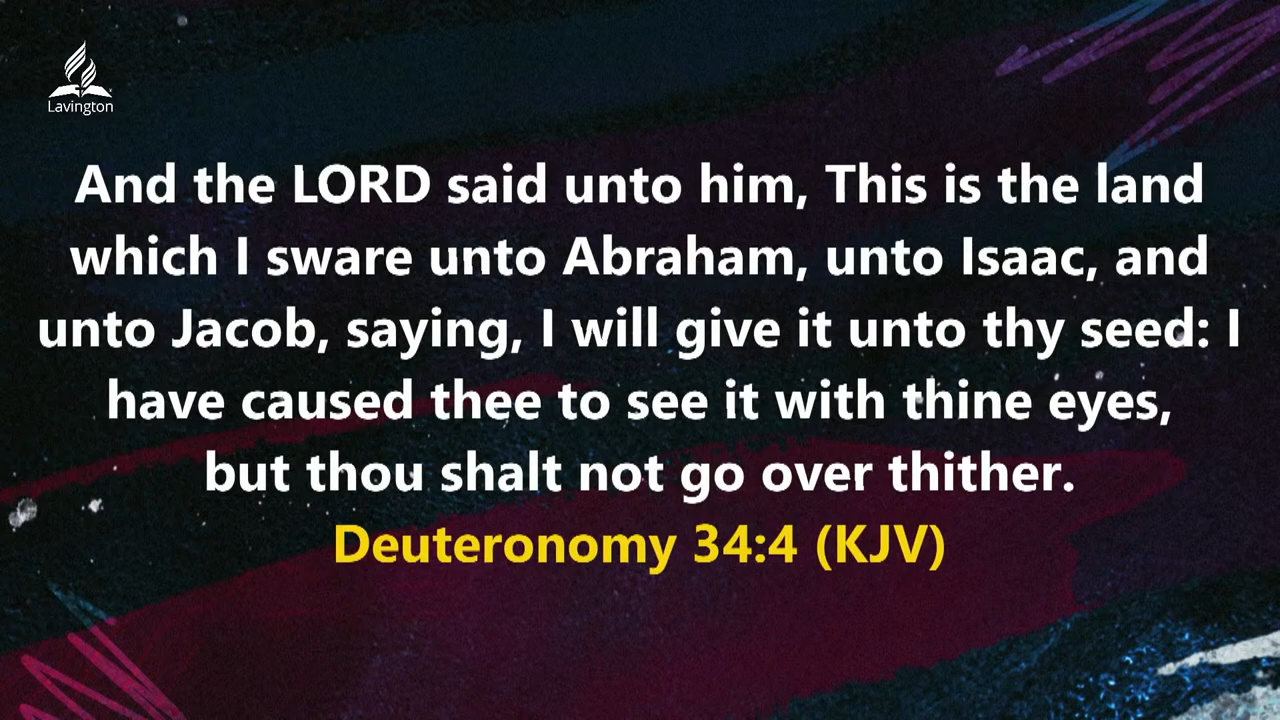 Lavington
And the LORD said unto him, This is the land
which I sware unto Abraham, unto Isaac, and
unto Jacob, saying, I will give it unto thy seed: I
have caused thee to see it with thine eyes,
but thou shalt not go over thither.
Deuteronomy 34:4 (KJV)